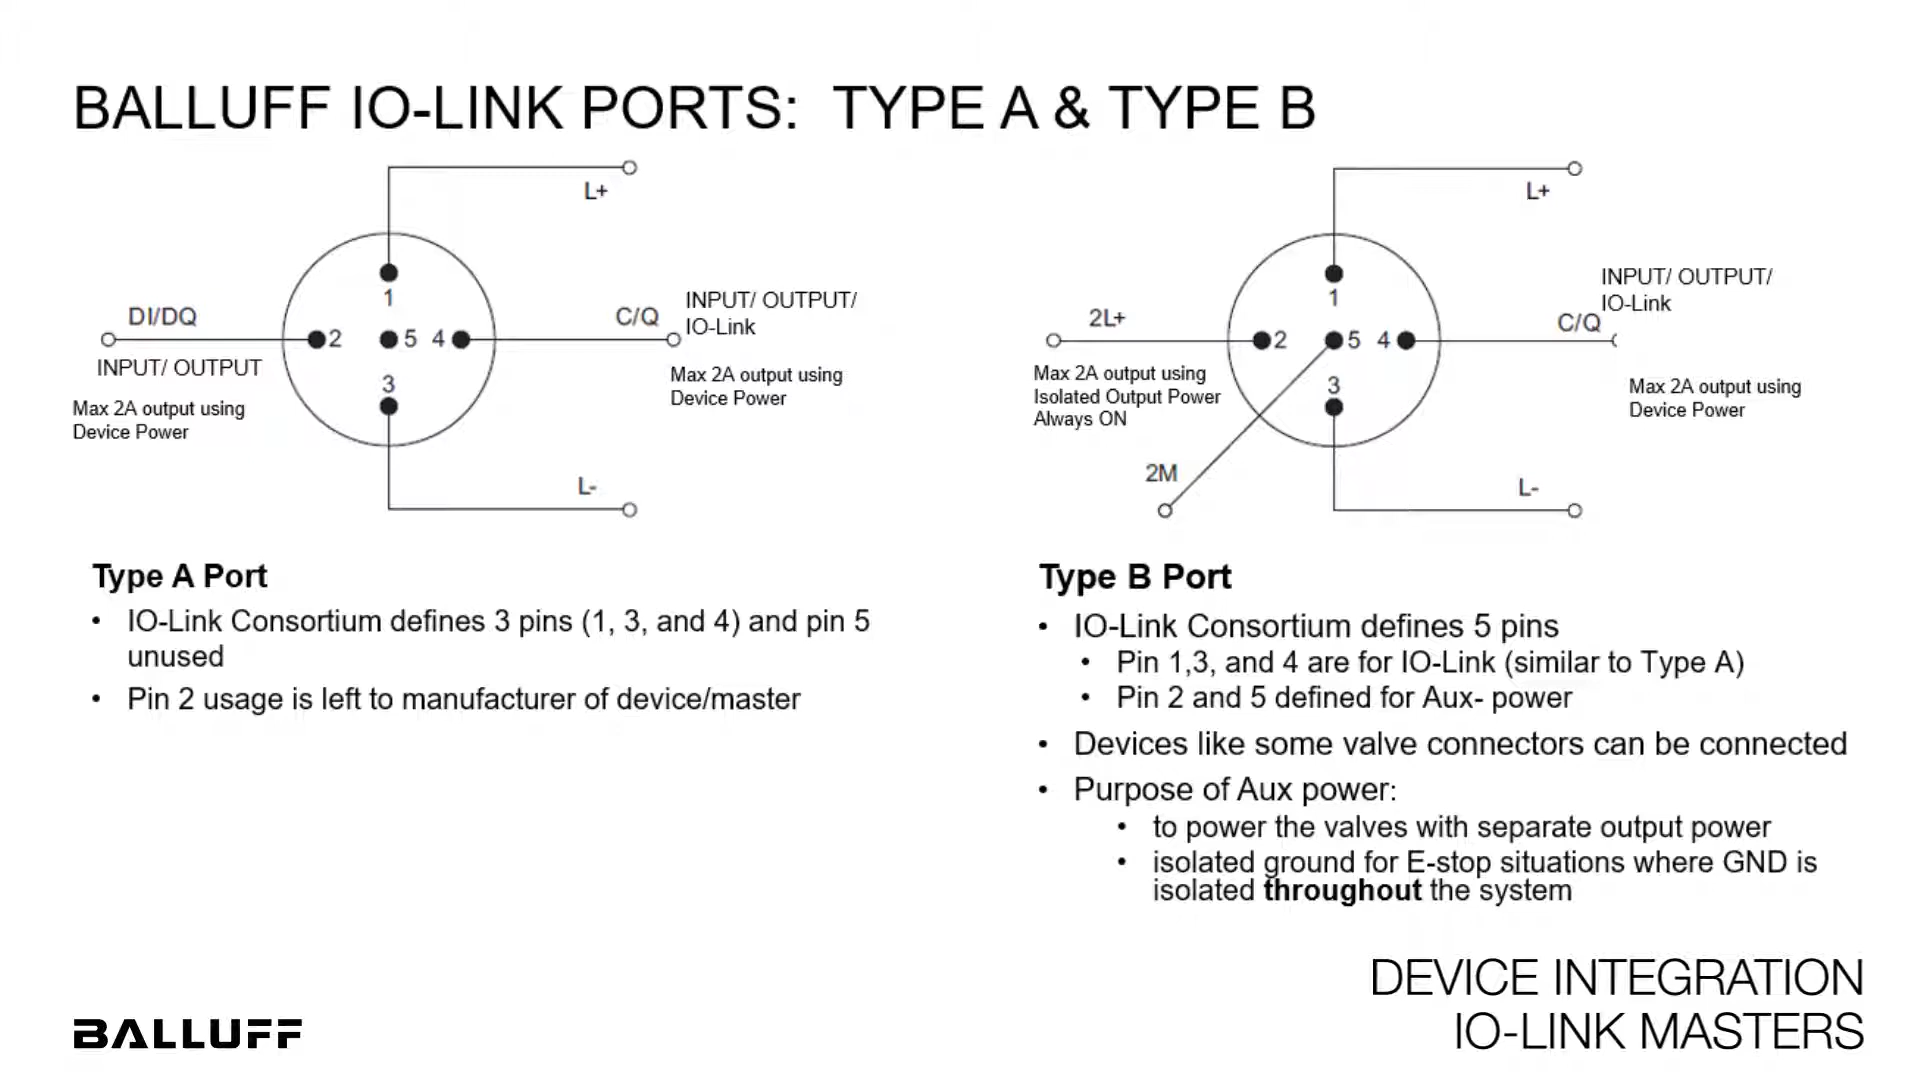 BALLUFF IO-LINK PORTS: TYPE A & TYPE B
L+
DI/DQ
INPUT/ OUTPUT
Max 2A output using
Device Power
1
2
5
4
3
C/Q
INPUT/ OUTPUT/
IO-Link
Max 2A output using
Device Power
L-
L+
2L+
Max 2A output using
Isolated Output Power
Always ON
2M
1
2
5
4
3
INPUT/ OUTPUT/
IO-Link
C/Q
Max 2A output using
Device Power
L-
Type A Port
• IO-Link Consortium defines 3 pins (1, 3, and 4) and pin 5
unused
• Pin 2 usage is left to manufacturer of device/master
Type B Port
• IO-Link Consortium defines 5 pins
• Pin 1,3, and 4 are for IO-Link (similar to Type A)
• Pin 2 and 5 defined for Aux- power
• Devices like some valve connectors can be connected
• Purpose of Aux power:
• to power the valves with separate output power
• isolated ground for E-stop situations where GND is
isolated throughout the system
DEVICE INTEGRATION
IO-LINK MASTERS
BALLUFF